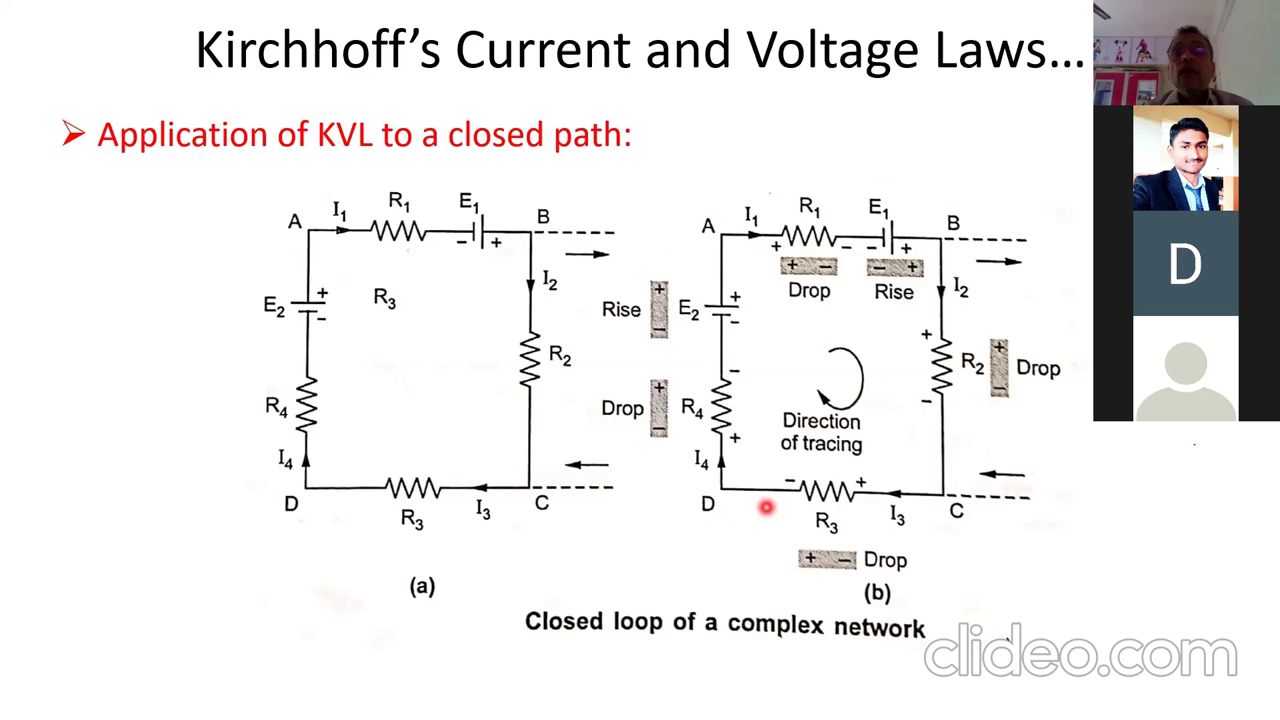 Kirchhoff’s Current and Voltage Laws…
➢ Application of KVL to a closed path:
A I₁ R₁ E₁ B
- +
I₂
E₂ + -
R₃
R₂
R₄
I₄
D R₃ I₃ C
(a)
A I₁ R₁ E₁ B
+ - - +
+ - - +
Drop Rise
I₂
Rise + - E₂ + -
+ R₂ - + - Drop
Drop + - R₄ - +
Direction
of tracing
I₄
D - + C
R₃ I₃
+ - Drop
(b)
Closed loop of a complex network
D
clideo.com